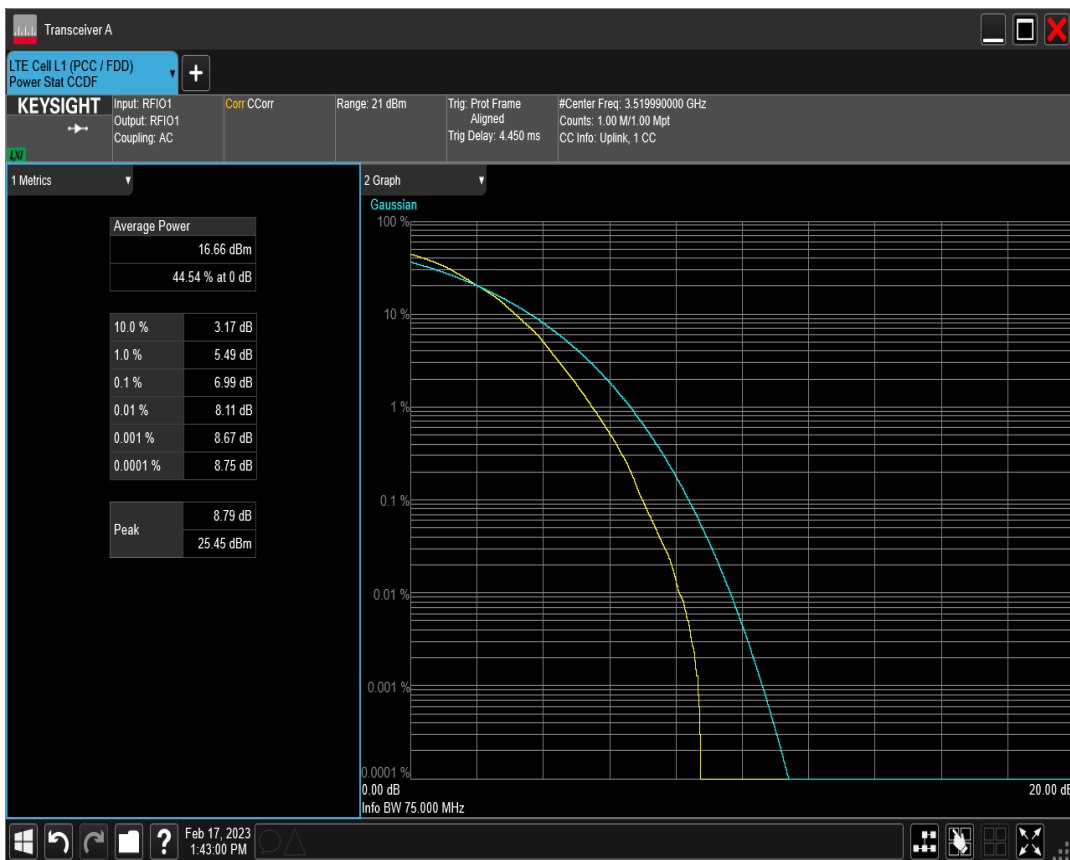 Transceiver A
LTE Cell L1 (PCC / FDD)
Power Stat CCDF
+
KEYSIGHT
LXI
Input: RFIO1
Output: RFIO1
Coupling: AC
Corr CCorr
Range: 21 dBm
Trig: Prot Frame
Aligned
Trig Delay: 4.450 ms
#Center Freq: 3.519990000 GHz
Counts: 1.00 M/1.00 Mpt
CC Info: Uplink, 1 CC
1 Metrics
Average Power
16.66 dBm
44.54 % at 0 dB
10.0 % 3.17 dB
1.0 % 5.49 dB
0.1 % 6.99 dB
0.01 % 8.11 dB
0.001 % 8.67 dB
0.0001 % 8.75 dB
Peak
8.79 dB
25.45 dBm
2 Graph
Gaussian
100 %
10 %
1 %
0.1 %
0.01 %
0.001 %
0.0001 %
0.00 dB 20.00 dB
Info BW 75.000 MHz
?
Feb 17, 2023
1:43:00 PM